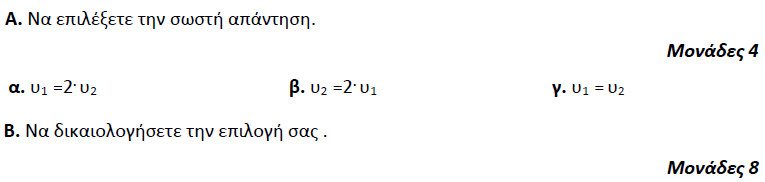 Α. Να επιλέξετε την σωστή απάντηση.
Μονάδες 4
α. υ₁ =2· υ₂ β. υ₂ =2· υ₁ γ. υ₁ = υ₂
Β. Να δικαιολογήσετε την επιλογή σας .
Μονάδες 8